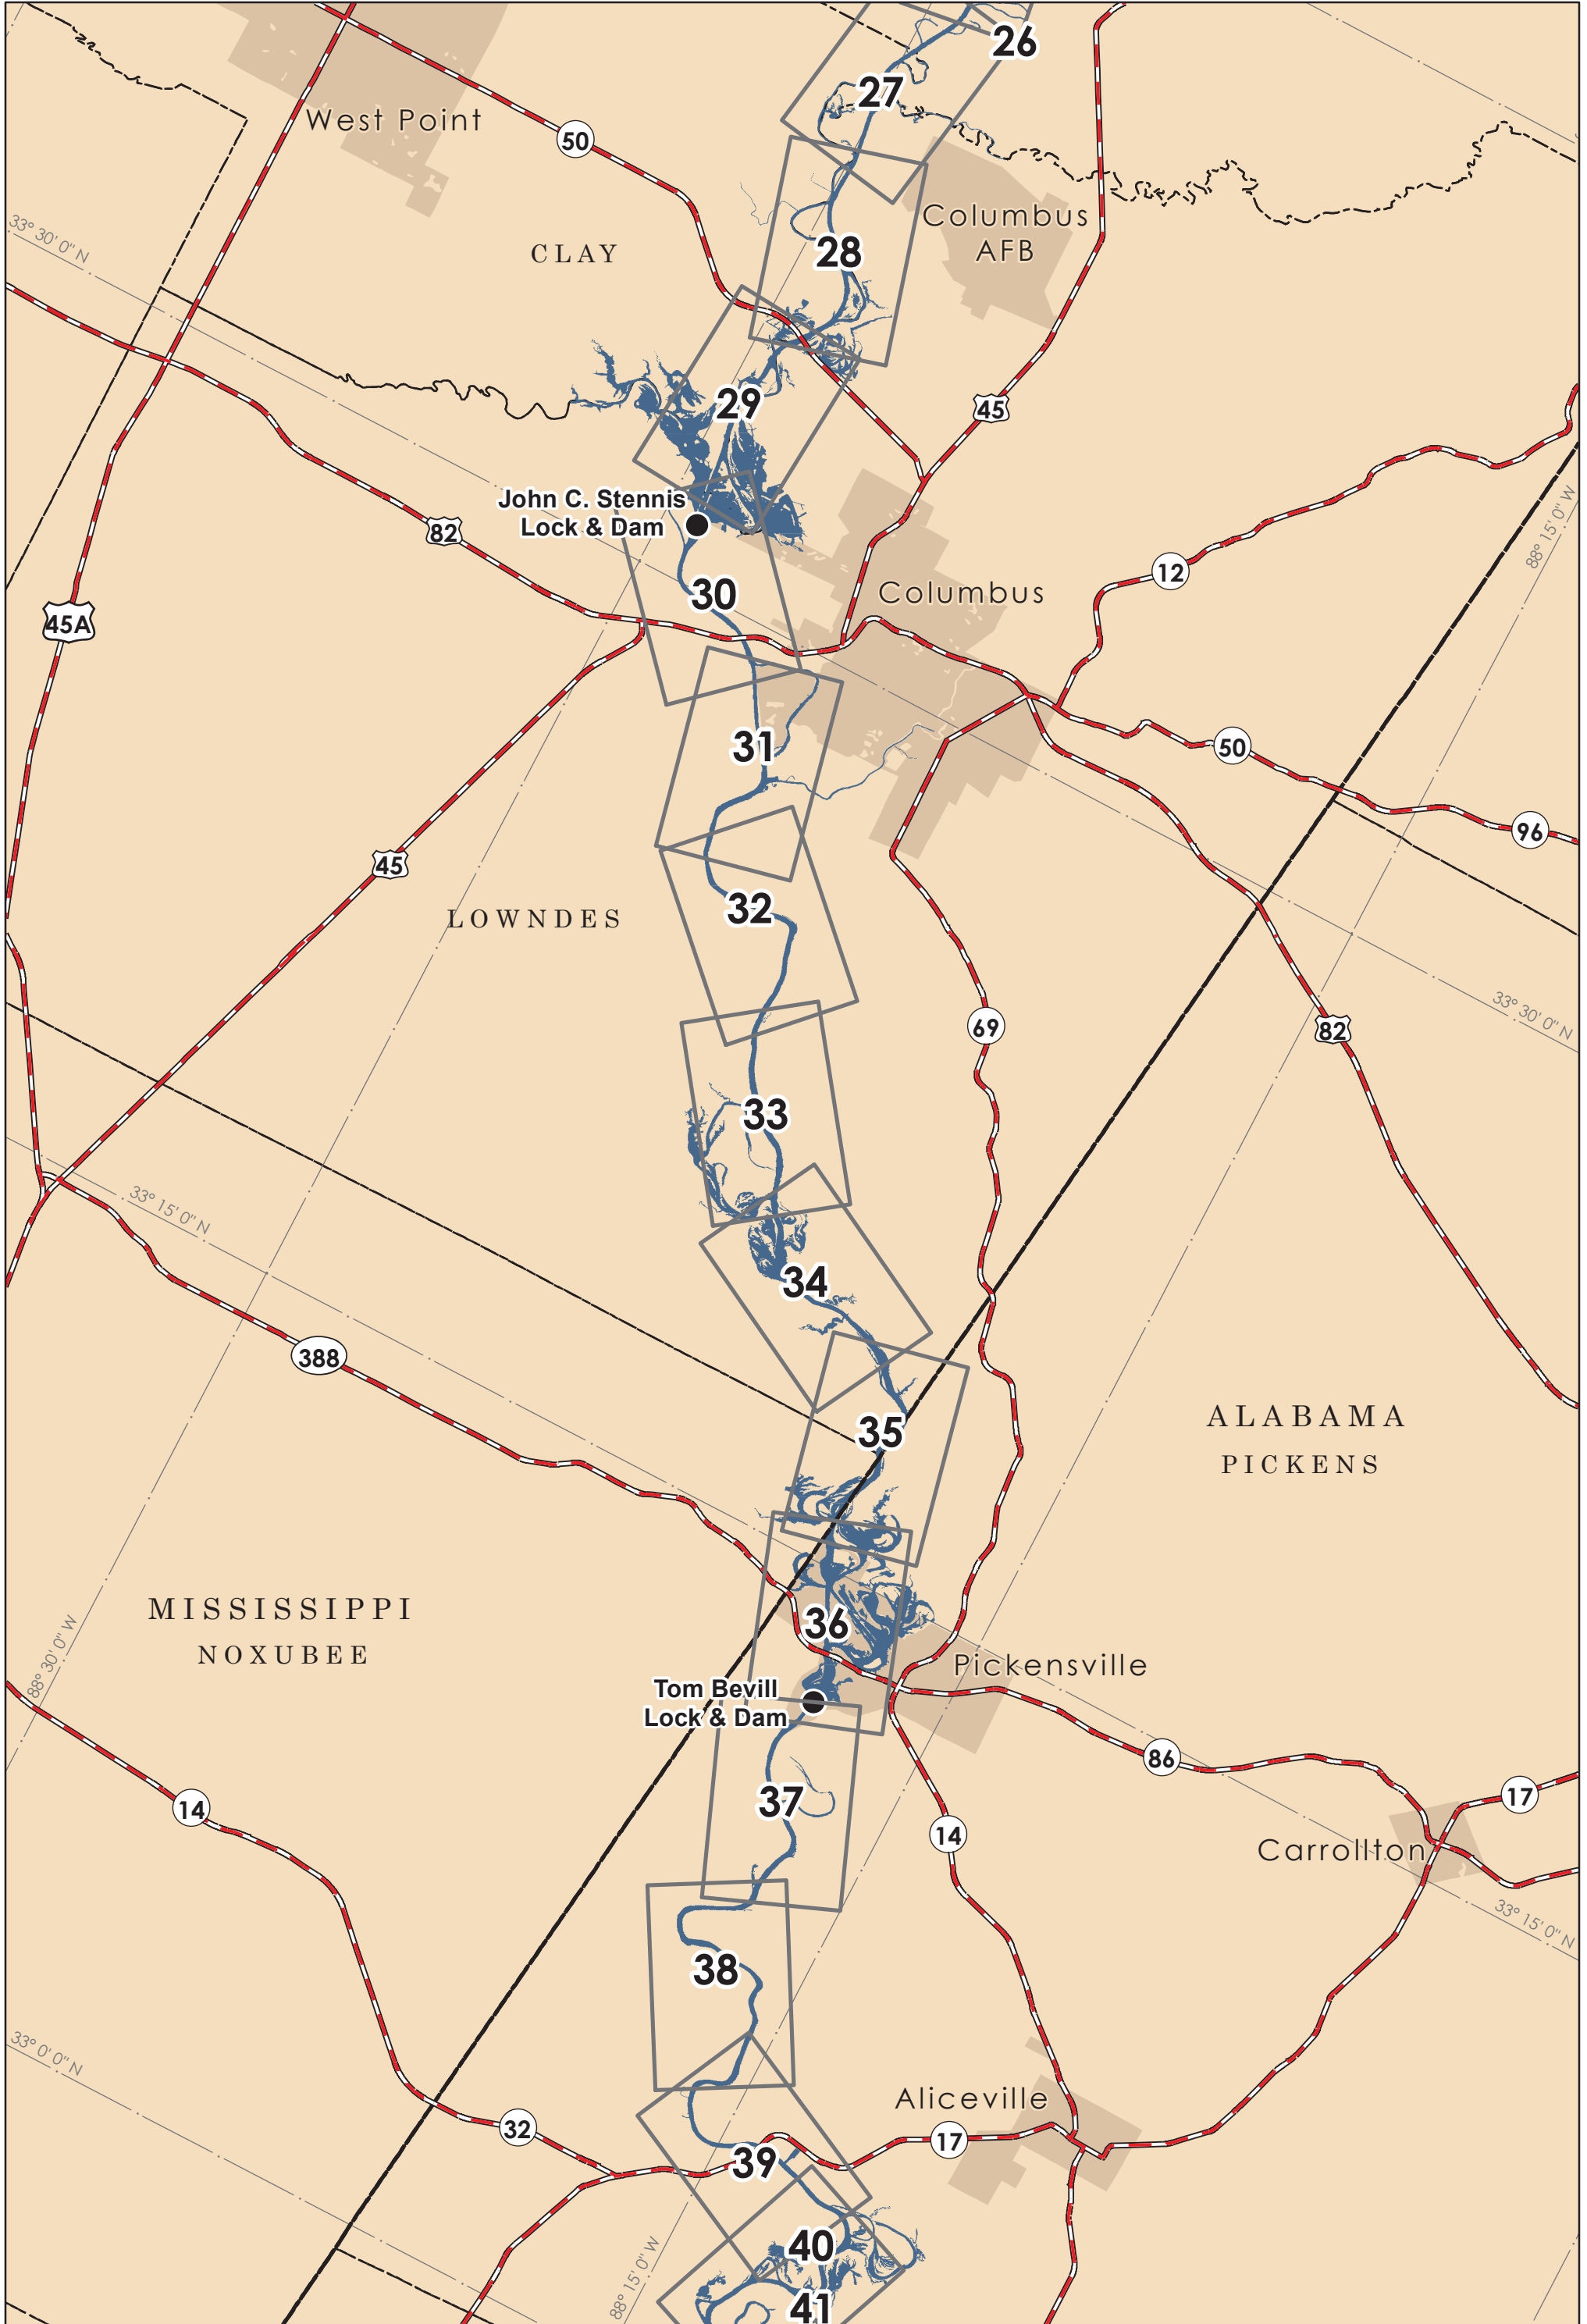 26
27
West Point
50
Columbus
AFB
33° 30' 0" N
CLAY
28
29
45
John C. Stennis
Lock & Dam
82
88° 15' 0" W
12
30
Columbus
45A
31
50
96
45
32
LOWNDES
33° 30' 0" N
69
82
33
33° 15' 0" N
34
388
35
ALABAMA
PICKENS
MISSISSIPPI
NOXUBEE
36
88° 30' 0" W
Pickensville
Tom Bevill
Lock & Dam
86
37
17
14
14
Carrollton
33° 15' 0" N
38
33° 0' 0" N
Aliceville
32
17
39
40
88° 15' 0" W
41